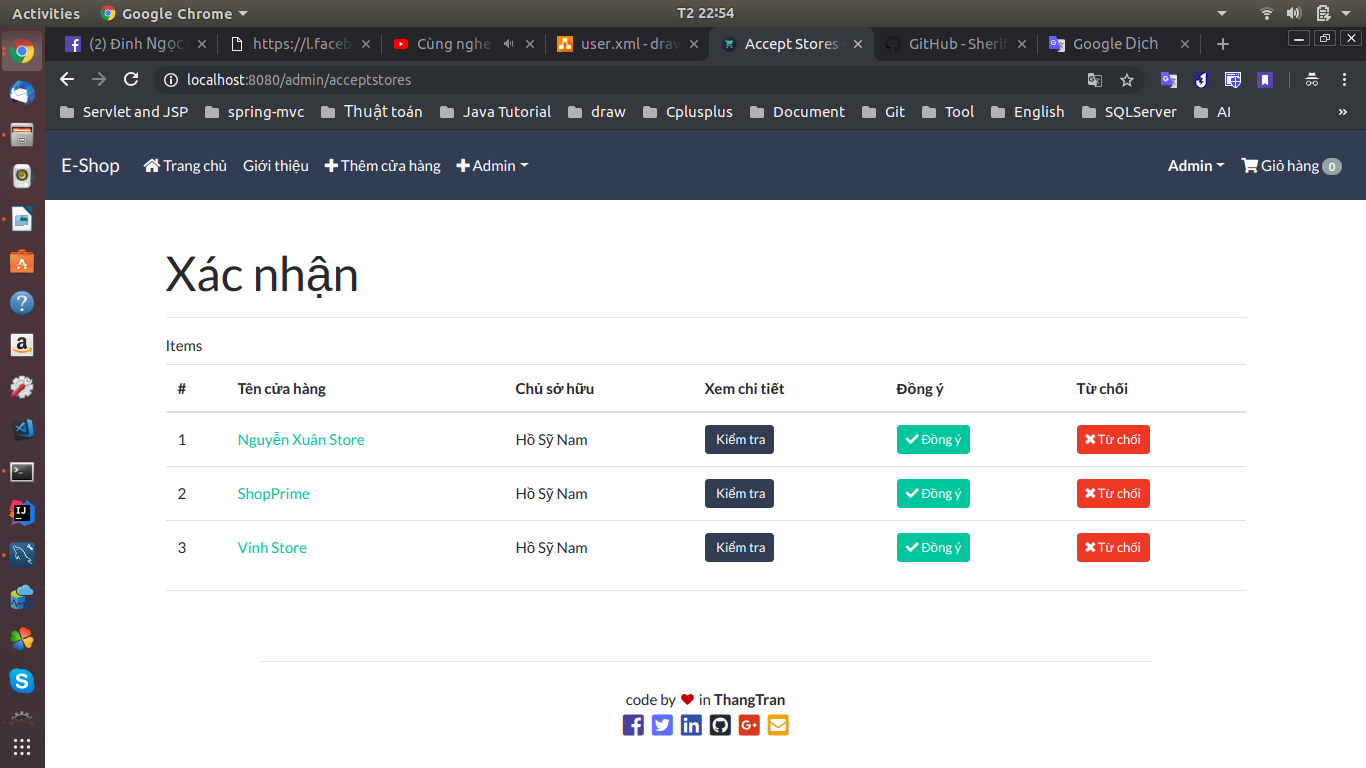 Activities Google Chrome T2 22:54
(2) Đinh Ngọc https://l.faceb Cùng nghe user.xml - draw Accept Stores - GitHub - Sherif Google Dịch
localhost:8080/admin/acceptstores
Servlet and JSP spring-mvc Thuật toán Java Tutorial draw Cplusplus Document Git Tool English SQLServer AI »
E-Shop Trang chủ Giới thiệu Thêm cửa hàng Admin Admin Giỏ hàng 0
Xác nhận
Items
# Tên cửa hàng Chủ sở hữu Xem chi tiết Đồng ý Từ chối
1 Nguyễn Xuân Store Hồ Sỹ Nam Kiểm tra Đồng ý Từ chối
2 ShopPrime Hồ Sỹ Nam Kiểm tra Đồng ý Từ chối
3 Vinh Store Hồ Sỹ Nam Kiểm tra Đồng ý Từ chối
code by ❤ in ThangTran